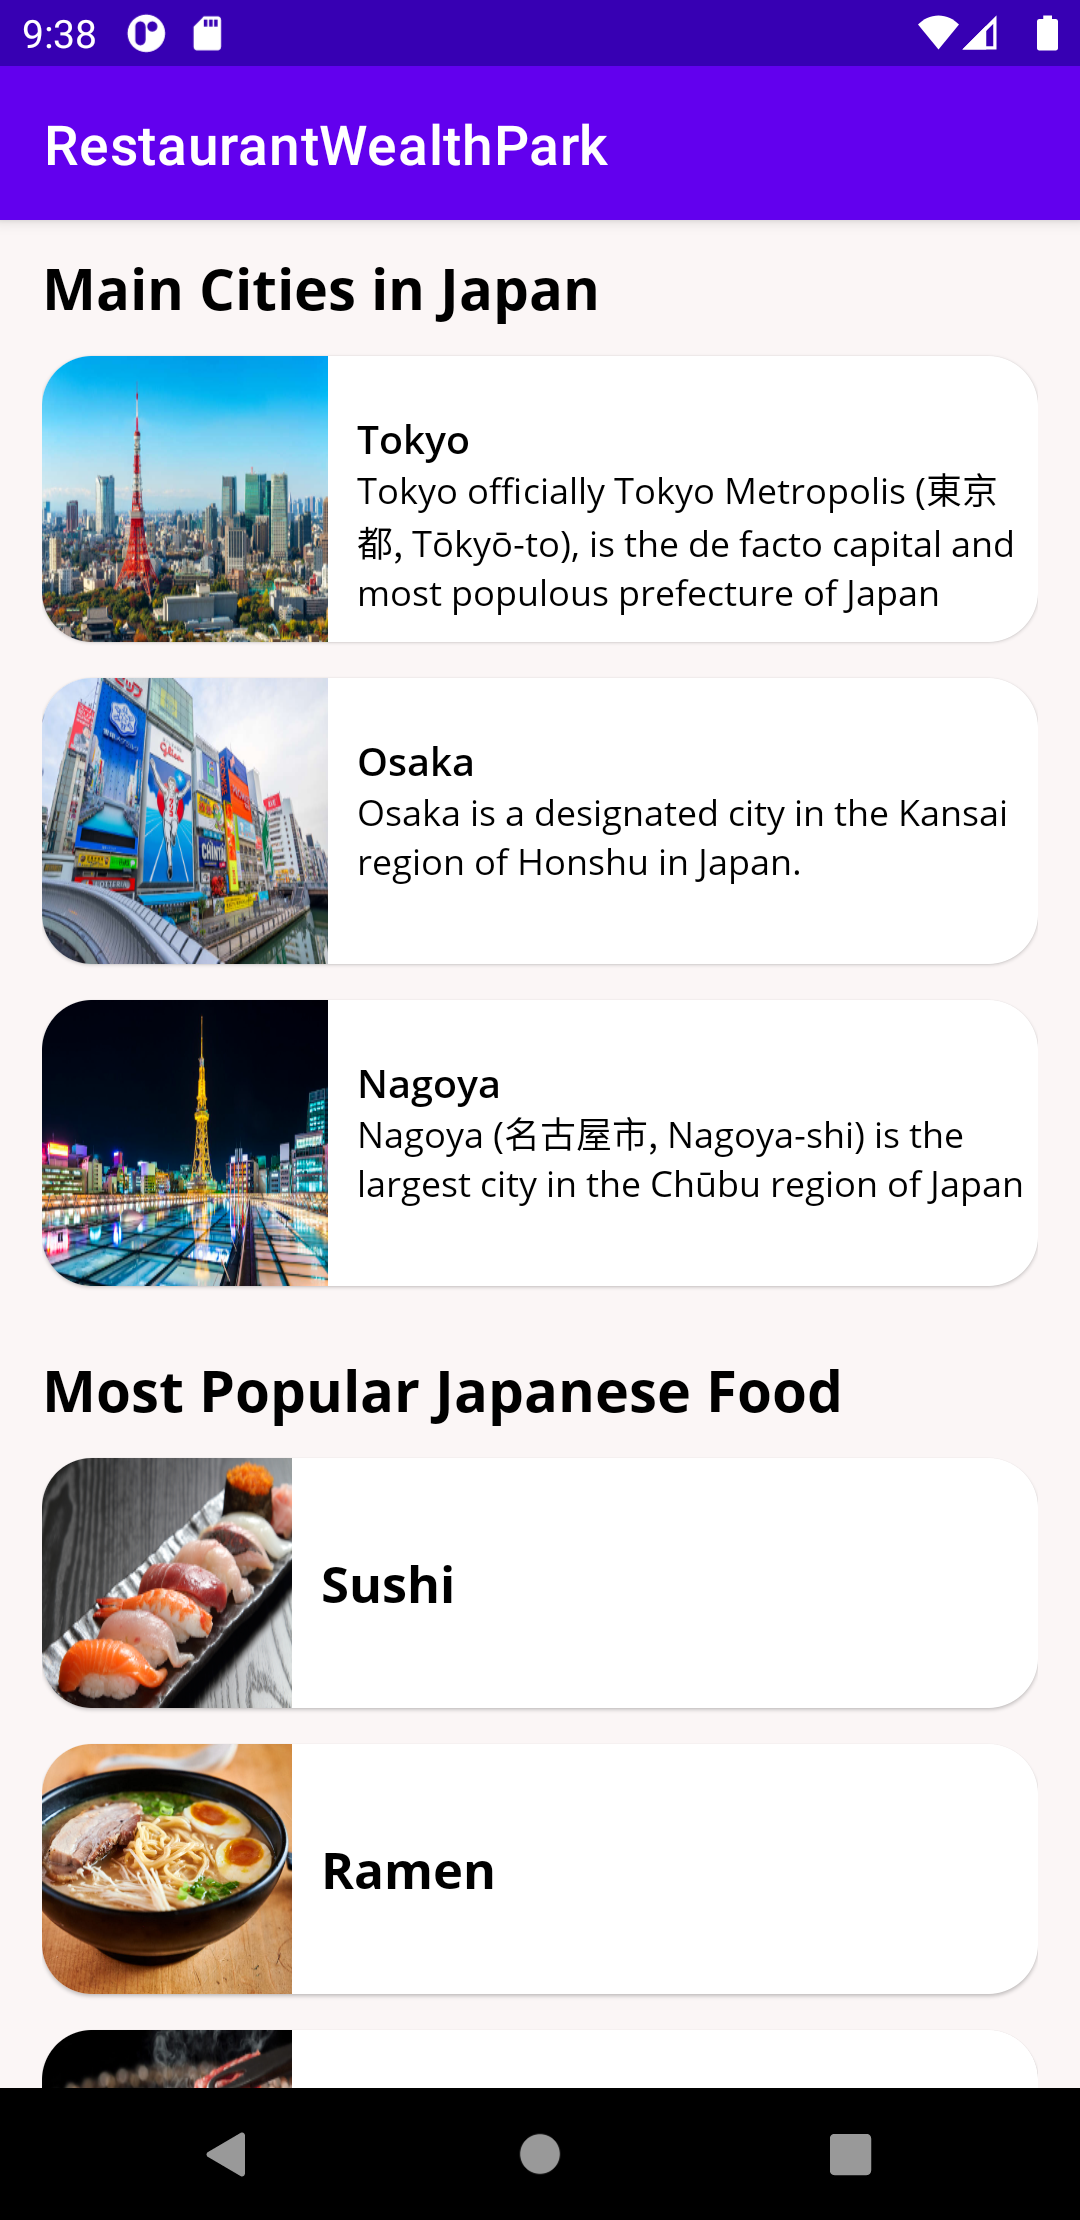 9:38
RestaurantWealthPark
Main Cities in Japan
Tokyo
Tokyo officially Tokyo Metropolis (東京
都, Tōkyō-to), is the de facto capital and
most populous prefecture of Japan
Glico
Osaka
Osaka is a designated city in the Kansai
region of Honshu in Japan.
Nagoya
Nagoya (名古屋市, Nagoya-shi) is the
largest city in the Chūbu region of Japan
Most Popular Japanese Food
Sushi
Ramen